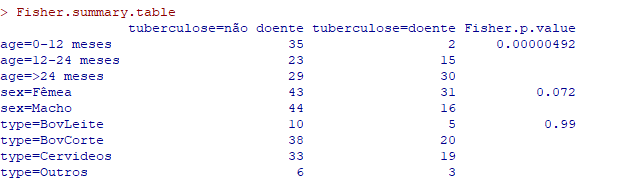 > Fisher.summary.table
tuberculose=não doente tuberculose=doente Fisher.p.value
age=0-12 meses 35 2 0.00000492
age=12-24 meses 23 15
age=>24 meses 29 30
sex=Fêmea 43 31 0.072
sex=Macho 44 16
type=BovLeite 10 5 0.99
type=BovCorte 38 20
type=Cervideos 33 19
type=Outros 6 3